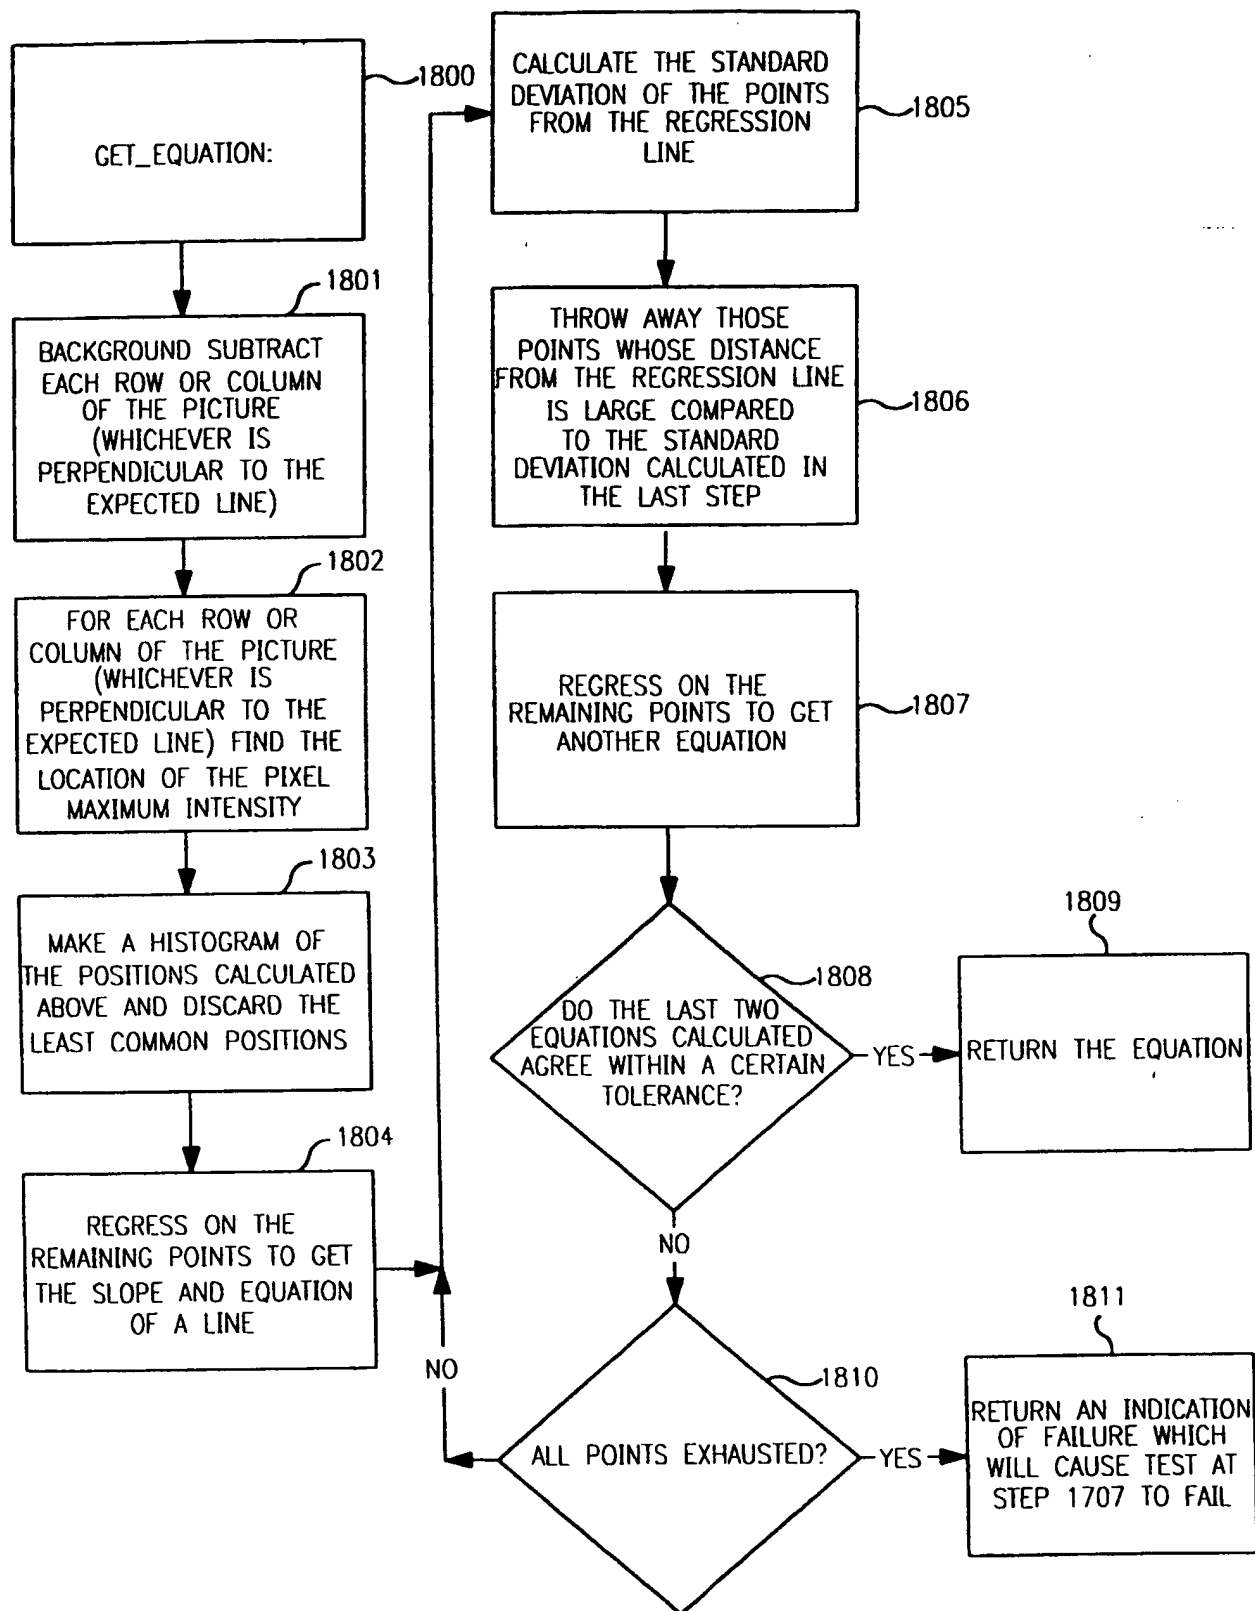 1800
GET_EQUATION:
1801
BACKGROUND SUBTRACT
EACH ROW OR COLUMN
OF THE PICTURE
(WHICHEVER IS
PERPENDICULAR TO THE
EXPECTED LINE)
1802
FOR EACH ROW OR
COLUMN OF THE PICTURE
(WHICHEVER IS
PERPENDICULAR TO THE
EXPECTED LINE) FIND THE
LOCATION OF THE PIXEL
MAXIMUM INTENSITY
1803
MAKE A HISTOGRAM OF
THE POSITIONS CALCULATED
ABOVE AND DISCARD THE
LEAST COMMON POSITIONS
1804
REGRESS ON THE
REMAINING POINTS TO GET
THE SLOPE AND EQUATION
OF A LINE
CALCULATE THE STANDARD
DEVIATION OF THE POINTS
FROM THE REGRESSION
LINE
1805
THROW AWAY THOSE
POINTS WHOSE DISTANCE
FROM THE REGRESSION LINE
IS LARGE COMPARED
TO THE STANDARD
DEVIATION CALCULATED IN
THE LAST STEP
1806
REGRESS ON THE
REMAINING POINTS TO GET
ANOTHER EQUATION
1807
1808
DO THE LAST TWO
EQUATIONS CALCULATED
AGREE WITHIN A CERTAIN
TOLERANCE?
YES
1809
RETURN THE EQUATION
NO
1810
ALL POINTS EXHAUSTED?
NO
YES
1811
RETURN AN INDICATION
OF FAILURE WHICH
WILL CAUSE TEST AT
STEP 1707 TO FAIL